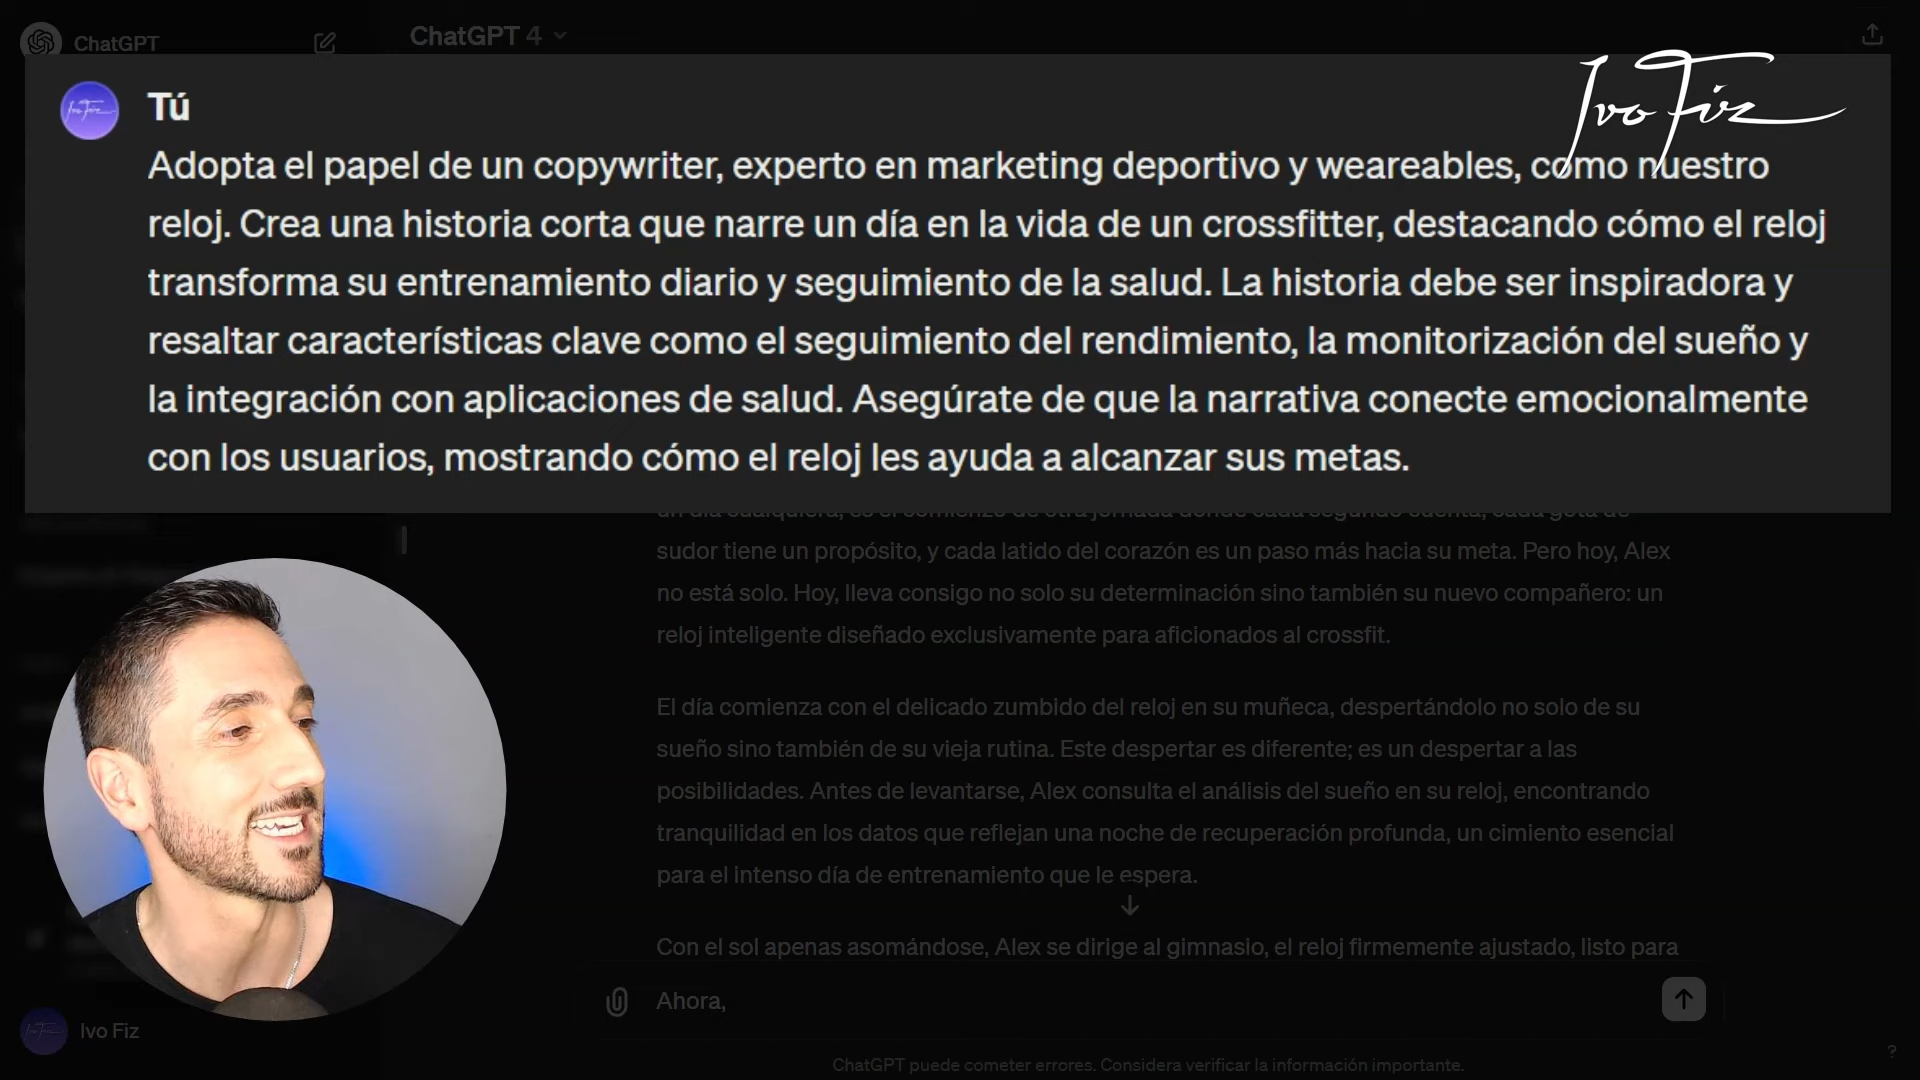 ChatGPT
ChatGPT 4
Ivo Fiz
Tú
Adopta el papel de un copywriter, experto en marketing deportivo y weareables, como nuestro
reloj. Crea una historia corta que narre un día en la vida de un crossfitter, destacando cómo el reloj
transforma su entrenamiento diario y seguimiento de la salud. La historia debe ser inspiradora y
resaltar características clave como el seguimiento del rendimiento, la monitorización del sueño y
la integración con aplicaciones de salud. Asegúrate de que la narrativa conecte emocionalmente
con los usuarios, mostrando cómo el reloj les ayuda a alcanzar sus metas.
sudor tiene un propósito, y cada latido del corazón es un paso más hacia su meta. Pero hoy, Alex
no está solo. Hoy, lleva consigo no solo su determinación sino también su nuevo compañero: un
reloj inteligente diseñado exclusivamente para aficionados al crossfit.
El día comienza con el delicado zumbido del reloj en su muñeca, despertándolo no solo de su
sueño sino también de su vieja rutina. Este despertar es diferente; es un despertar a las
posibilidades. Antes de levantarse, Alex consulta el análisis del sueño en su reloj, encontrando
tranquilidad en los datos que reflejan una noche de recuperación profunda, un cimiento esencial
para el intenso día de entrenamiento que le espera.
Con el sol apenas asomándose, Alex se dirige al gimnasio, el reloj firmemente ajustado, listo para
Ahora,
Ivo Fiz
ChatGPT puede cometer errores. Considera verificar la información importante.
?